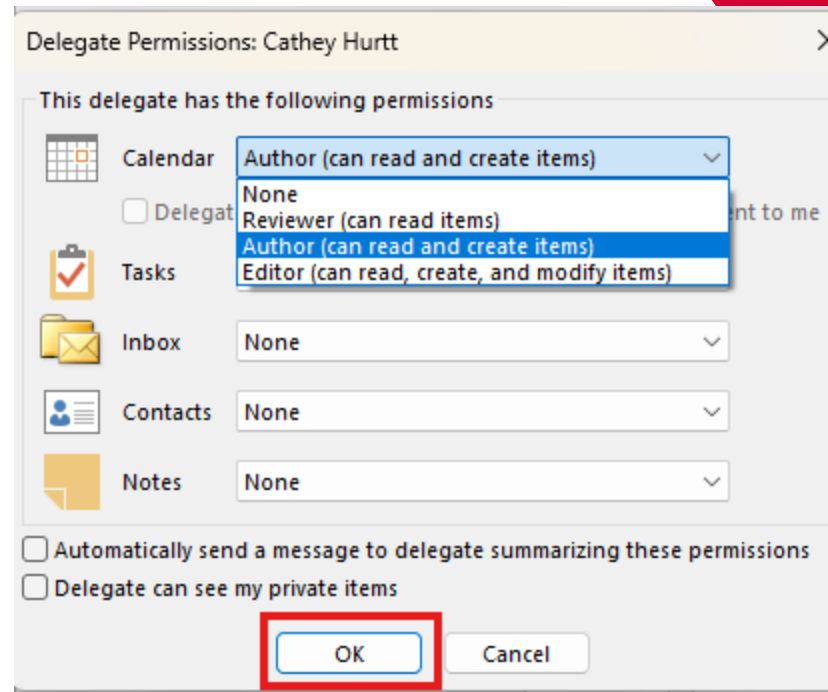 Delegate Permissions: Cathey Hurtt
This delegate has the following permissions
Calendar Author (can read and create items)
None
Delegat ent to me
Reviewer (can read items)
Author (can read and create items)
Tasks
Editor (can read, create, and modify items)
Inbox None
Contacts None
Notes None
Automatically send a message to delegate summarizing these permissions
Delegate can see my private items
OK Cancel